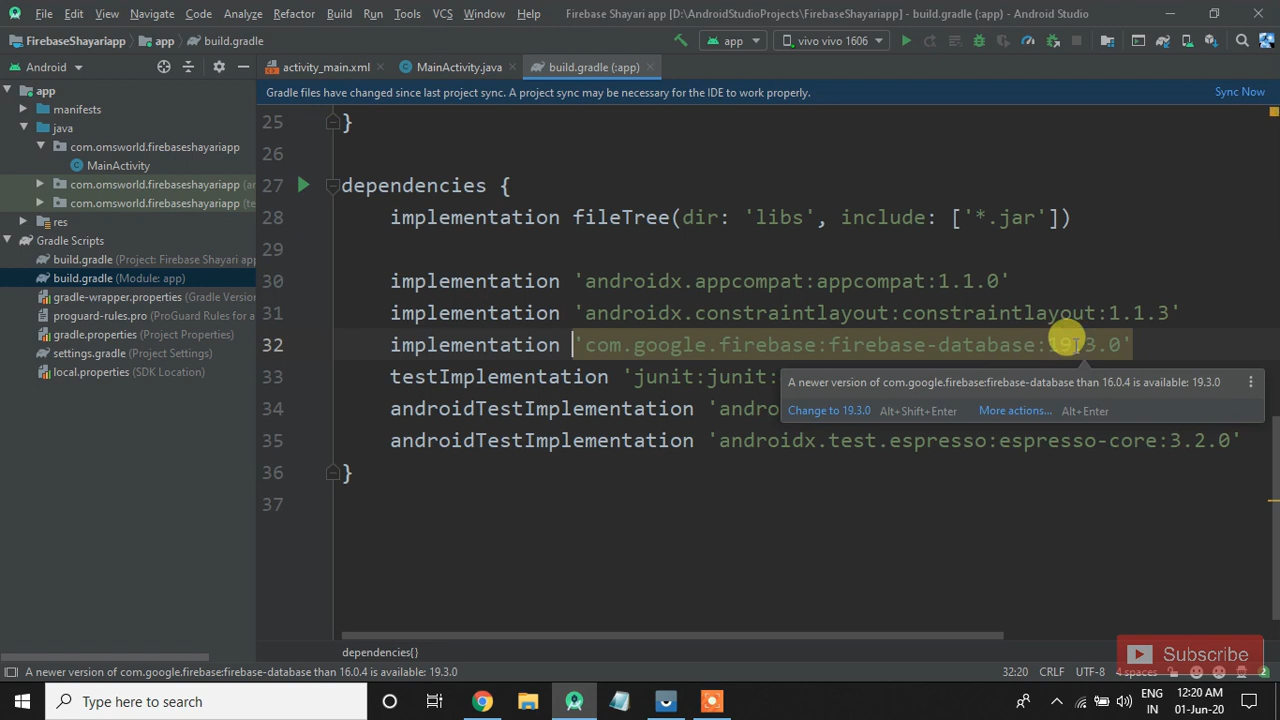 File Edit View Navigate Code Analyze Refactor Build Run Tools VCS Window Help Firebase Shayari app [D:\AndroidStudioProjects\FirebaseShayariapp] - build.gradle (:app) - Android Studio
FirebaseShayariapp app build.gradle app vivo vivo 1606
Android activity_main.xml MainActivity.java build.gradle (:app)
Gradle files have changed since last project sync. A project sync may be necessary for the IDE to work properly. Sync Now
app
manifests
java
com.omsworld.firebaseshayariapp
MainActivity
com.omsworld.firebaseshayariapp (ar
com.omsworld.firebaseshayariapp (te
res
Gradle Scripts
build.gradle (Project: Firebase Shayari app
build.gradle (Module: app)
gradle-wrapper.properties (Gradle Version
proguard-rules.pro (ProGuard Rules for a
gradle.properties (Project Properties)
settings.gradle (Project Settings)
local.properties (SDK Location)
25 }
26
27 dependencies {
28 implementation fileTree(dir: 'libs', include: ['*.jar'])
29
30 implementation 'androidx.appcompat:appcompat:1.1.0'
31 implementation 'androidx.constraintlayout:constraintlayout:1.1.3'
32 implementation 'com.google.firebase:firebase-database:19.3.0'
33 testImplementation 'junit:junit:
34 androidTestImplementation 'andro
35 androidTestImplementation 'androidx.test.espresso:espresso-core:3.2.0'
36 }
37
A newer version of com.google.firebase:firebase-database than 16.0.4 is available: 19.3.0
Change to 19.3.0 Alt+Shift+Enter More actions... Alt+Enter
dependencies{}
Subscribe
A newer version of com.google.firebase:firebase-database than 16.0.4 is available: 19.3.0 32:20 CRLF UTF-8 4 spaces 2
Type here to search ENG IN 12:20 AM 01-Jun-20